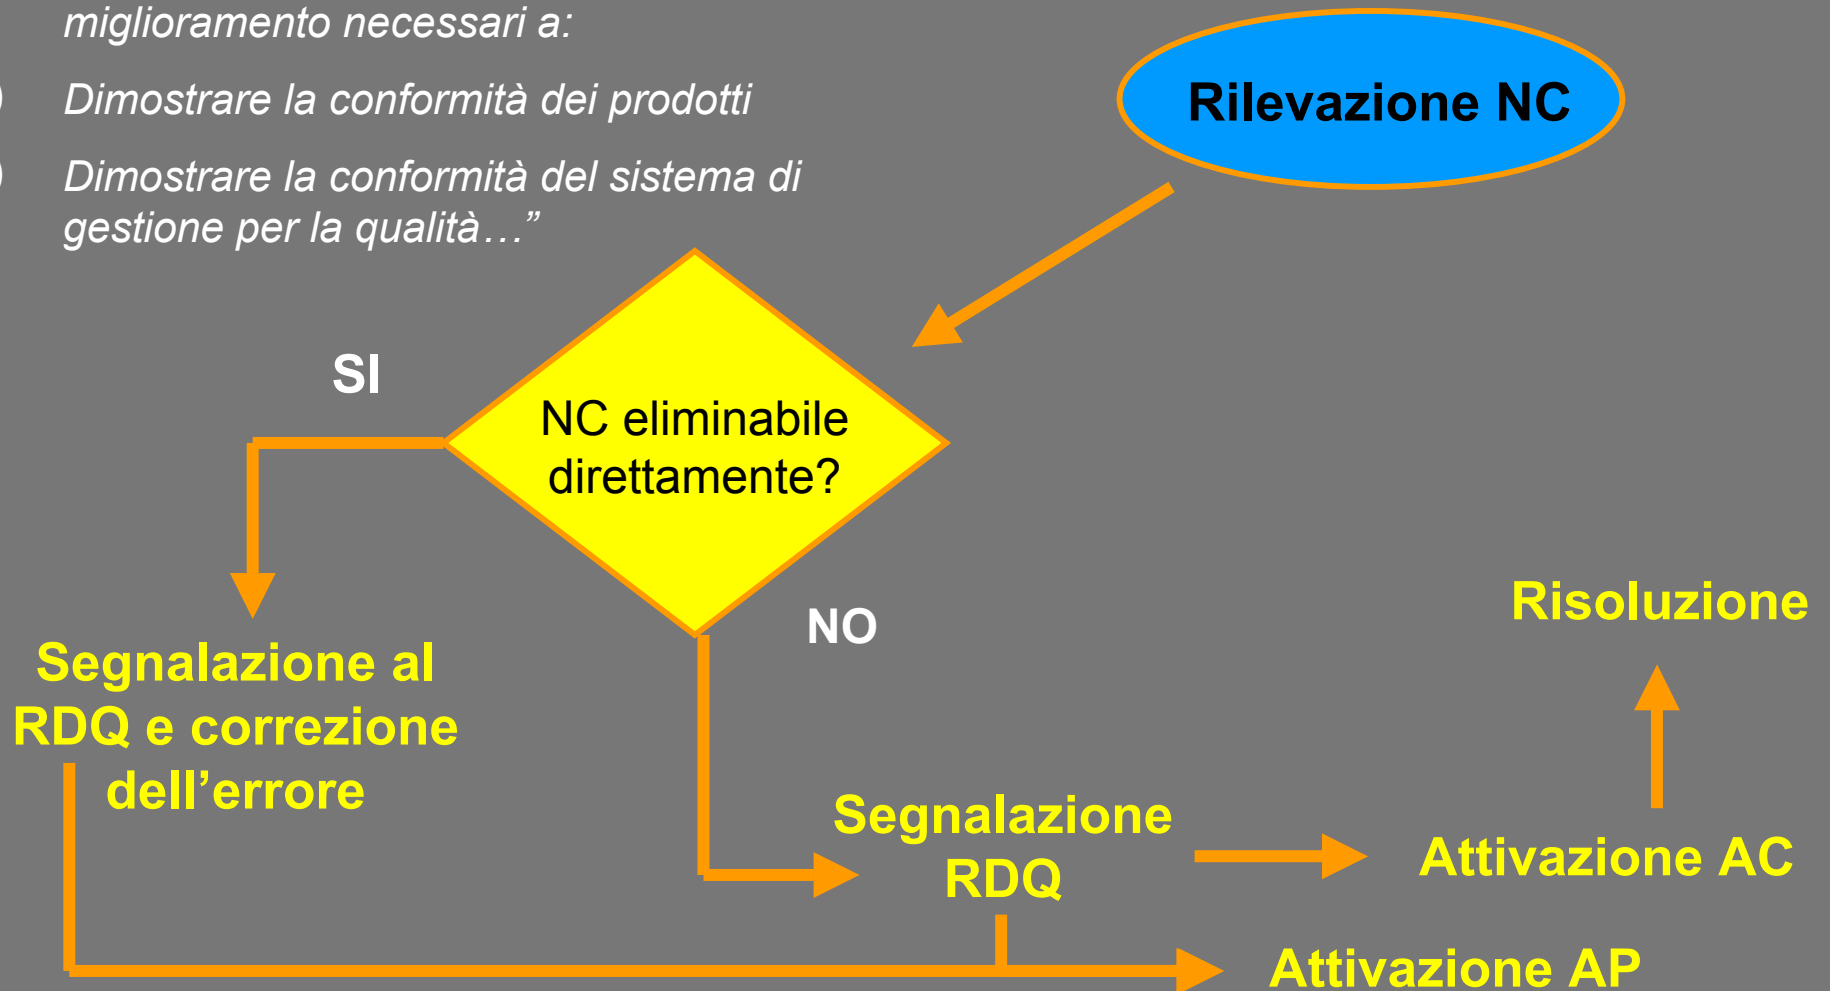 miglioramento necessari a:
) Dimostrare la conformità dei prodotti
) Dimostrare la conformità del sistema di
gestione per la qualità…”
Rilevazione NC
SI
NC eliminabile
direttamente?
NO
Risoluzione
Segnalazione al
RDQ e correzione
dell’errore
Segnalazione
RDQ
Attivazione AC
Attivazione AP